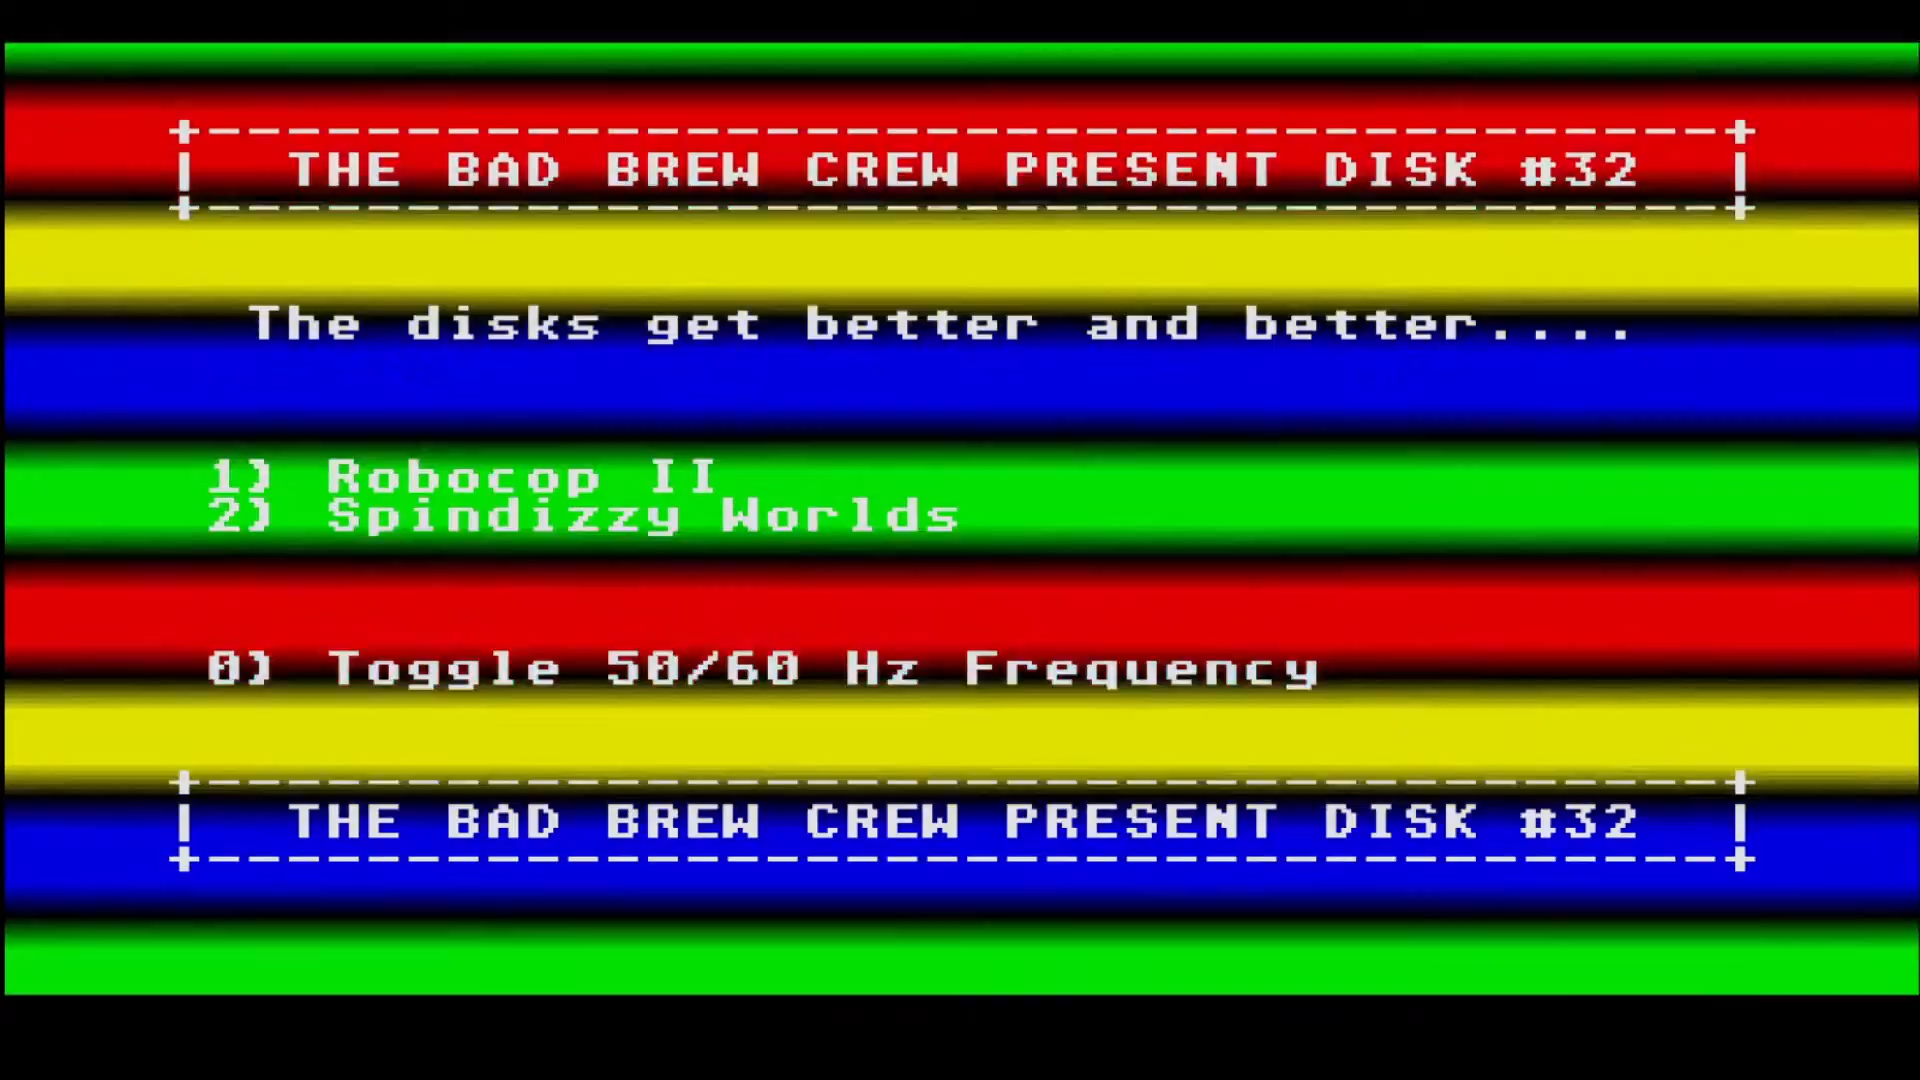 +--------------------------------------+
|  THE BAD BREW CREW PRESENT DISK #32  |
+--------------------------------------+
The disks get better and better....
1) Robocop II
2) Spindizzy Worlds
0) Toggle 50/60 Hz Frequency
+--------------------------------------+
|  THE BAD BREW CREW PRESENT DISK #32  |
+--------------------------------------+